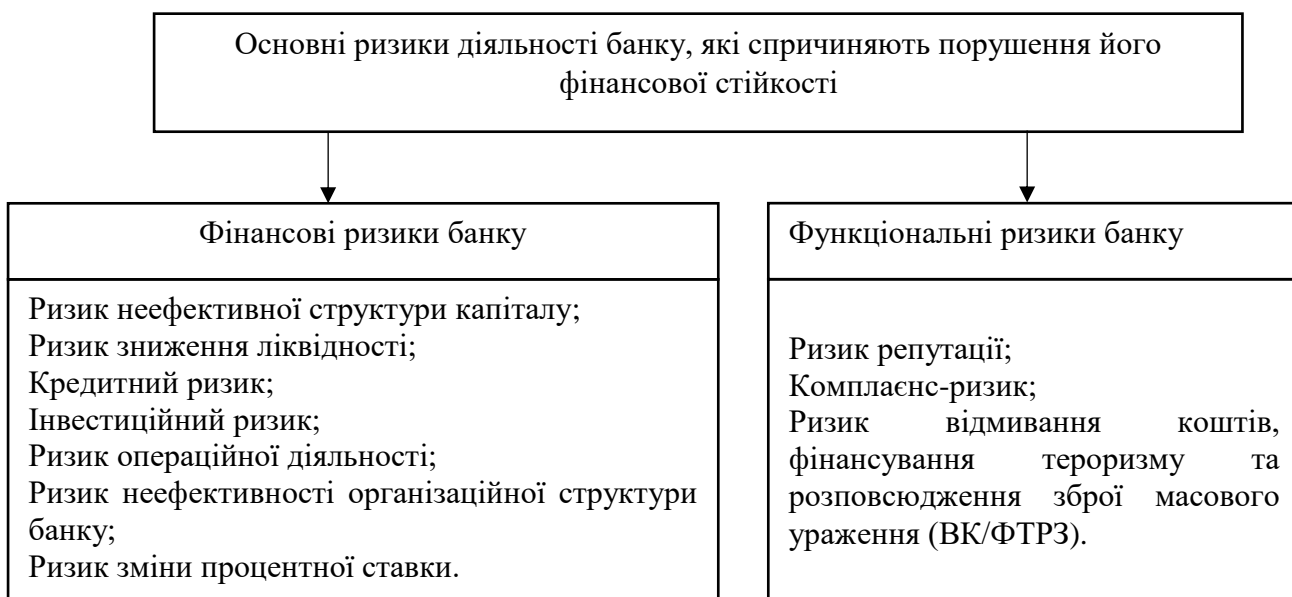 Основні ризики діяльності банку, які спричиняють порушення його
фінансової стійкості
Фінансові ризики банку
Ризик неефективної структури капіталу;
Ризик зниження ліквідності;
Кредитний ризик;
Інвестиційний ризик;
Ризик операційної діяльності;
Ризик неефективності організаційної структури
банку;
Ризик зміни процентної ставки.
Функціональні ризики банку
Ризик репутації;
Комплаєнс-ризик;
Ризик відмивання коштів,
фінансування тероризму та
розповсюдження зброї масового
ураження (ВК/ФТРЗ).